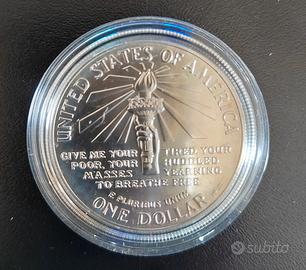 UNITED STATES OF AMERICA
GIVE ME YOUR TIRED, YOUR
POOR, YOUR HUDDLED
MASSES YEARNING
TO BREATHE FREE
E PLURIBUS UNUM
ONE DOLLAR
subito